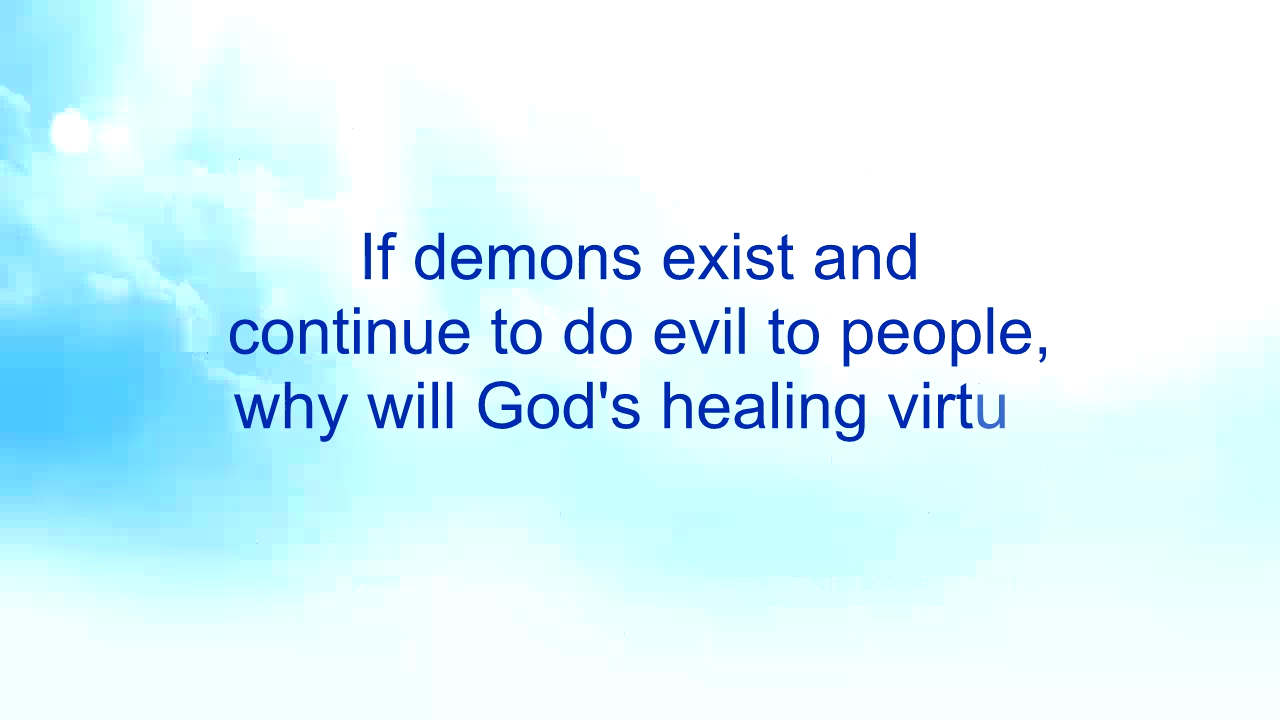 If demons exist and
continue to do evil to people,
why will God's healing virtu